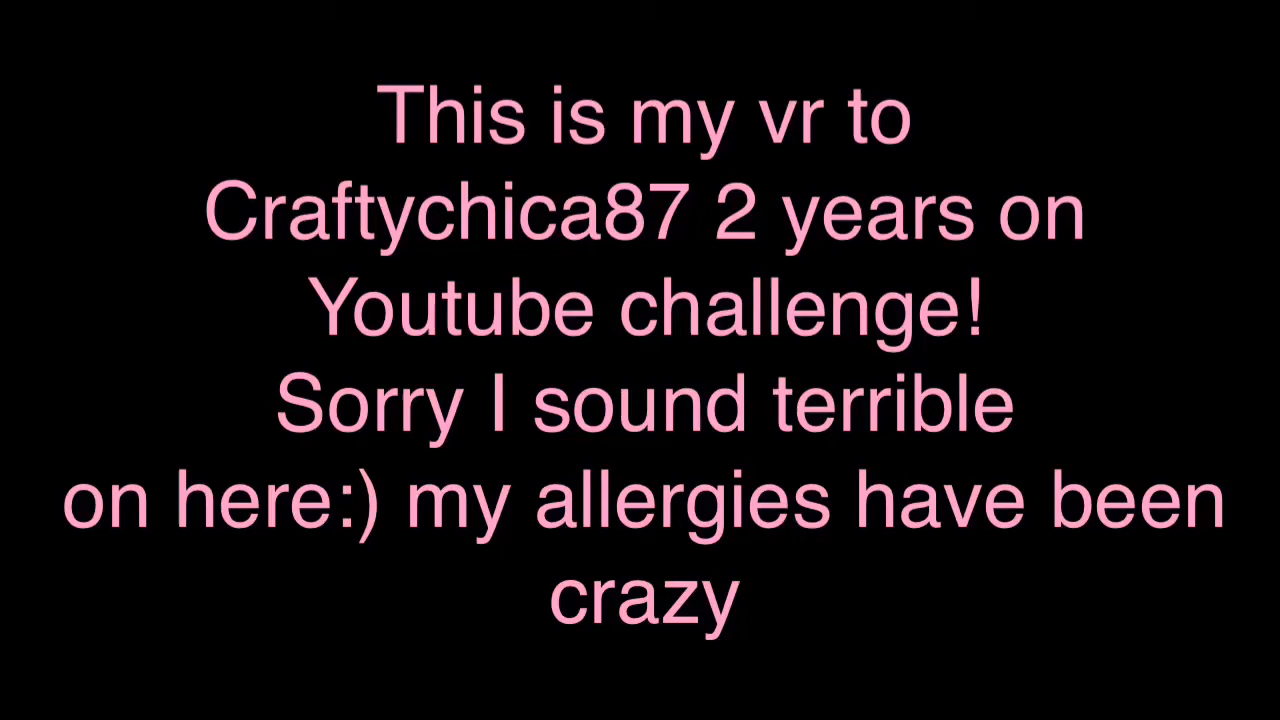 This is my vr to
Craftychica87 2 years on
Youtube challenge!
Sorry I sound terrible
on here:) my allergies have been
crazy